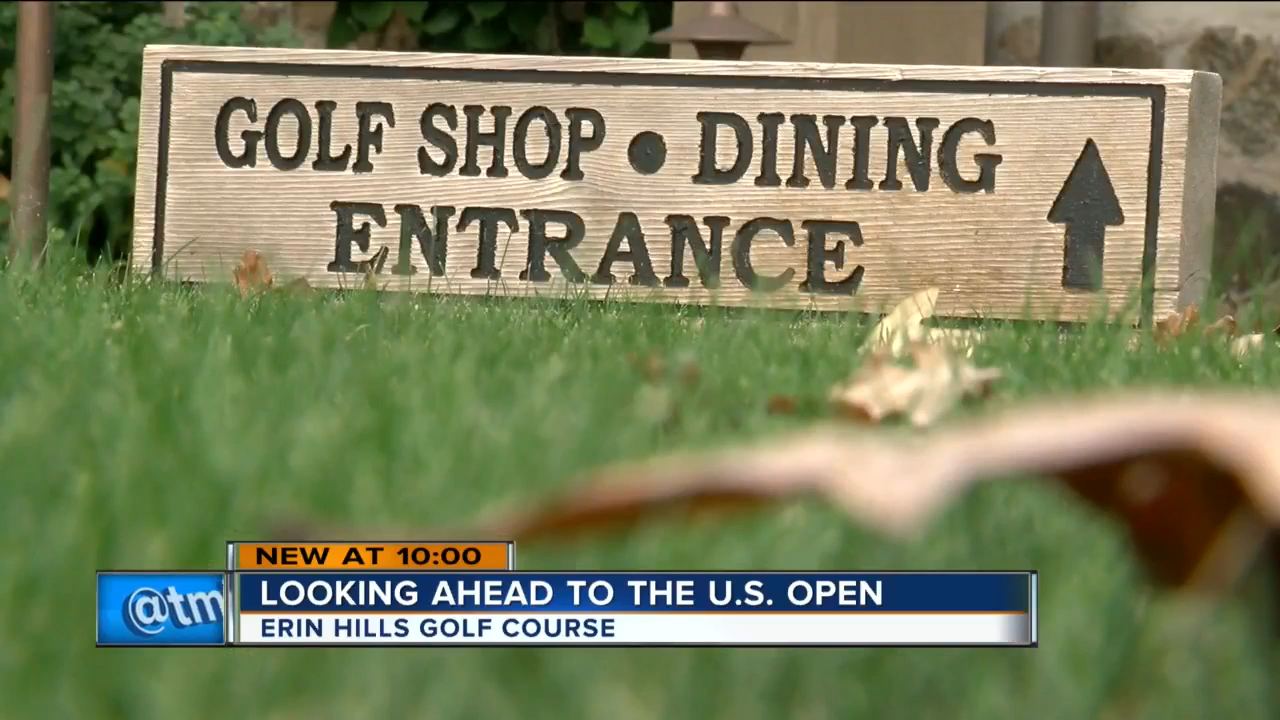 GOLF SHOP • DINING
ENTRANCE
NEW AT 10:00
@tm
LOOKING AHEAD TO THE U.S. OPEN
ERIN HILLS GOLF COURSE